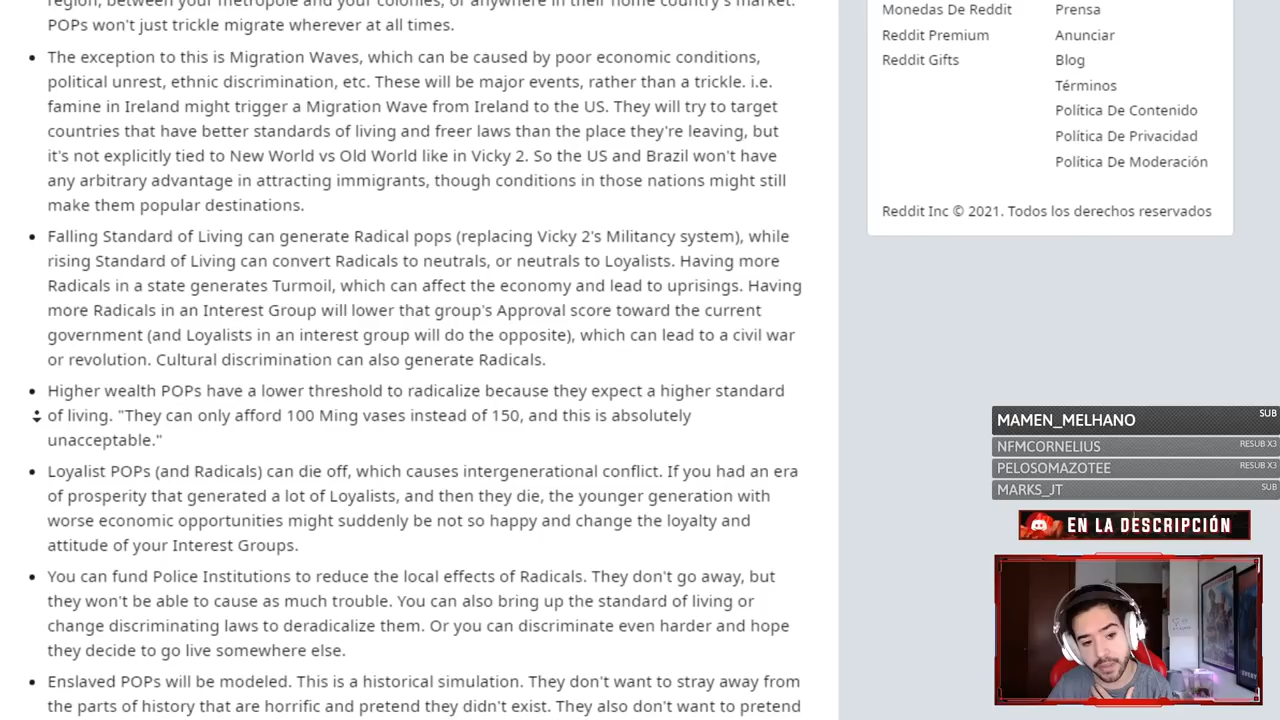 region, between your metropole and your colonies, or anywhere in their home country's market.
POPs won't just trickle migrate wherever at all times.
The exception to this is Migration Waves, which can be caused by poor economic conditions,
political unrest, ethnic discrimination, etc. These will be major events, rather than a trickle. i.e.
famine in Ireland might trigger a Migration Wave from Ireland to the US. They will try to target
countries that have better standards of living and freer laws than the place they're leaving, but
it's not explicitly tied to New World vs Old World like in Vicky 2. So the US and Brazil won't have
any arbitrary advantage in attracting immigrants, though conditions in those nations might still
make them popular destinations.
Falling Standard of Living can generate Radical pops (replacing Vicky 2's Militancy system), while
rising Standard of Living can convert Radicals to neutrals, or neutrals to Loyalists. Having more
Radicals in a state generates Turmoil, which can affect the economy and lead to uprisings. Having
more Radicals in an Interest Group will lower that group's Approval score toward the current
government (and Loyalists in an interest group will do the opposite), which can lead to a civil war
or revolution. Cultural discrimination can also generate Radicals.
Higher wealth POPs have a lower threshold to radicalize because they expect a higher standard
of living. "They can only afford 100 Ming vases instead of 150, and this is absolutely
unacceptable."
Loyalist POPs (and Radicals) can die off, which causes intergenerational conflict. If you had an era
of prosperity that generated a lot of Loyalists, and then they die, the younger generation with
worse economic opportunities might suddenly be not so happy and change the loyalty and
attitude of your Interest Groups.
You can fund Police Institutions to reduce the local effects of Radicals. They don't go away, but
they won't be able to cause as much trouble. You can also bring up the standard of living or
change discriminating laws to deradicalize them. Or you can discriminate even harder and hope
they decide to go live somewhere else.
Enslaved POPs will be modeled. This is a historical simulation. They don't want to stray away from
the parts of history that are horrific and pretend they didn't exist. They also don't want to pretend
Monedas De Reddit
Reddit Premium
Reddit Gifts
Prensa
Anunciar
Blog
Términos
Política De Contenido
Política De Privacidad
Política De Moderación
Reddit Inc © 2021. Todos los derechos reservados
MAMEN_MELHANO SUB
NFMCORNELIUS RESUB X3
PELOSOMAZOTEE RESUB X3
MARKS_JT SUB
EN LA DESCRIPCIÓN